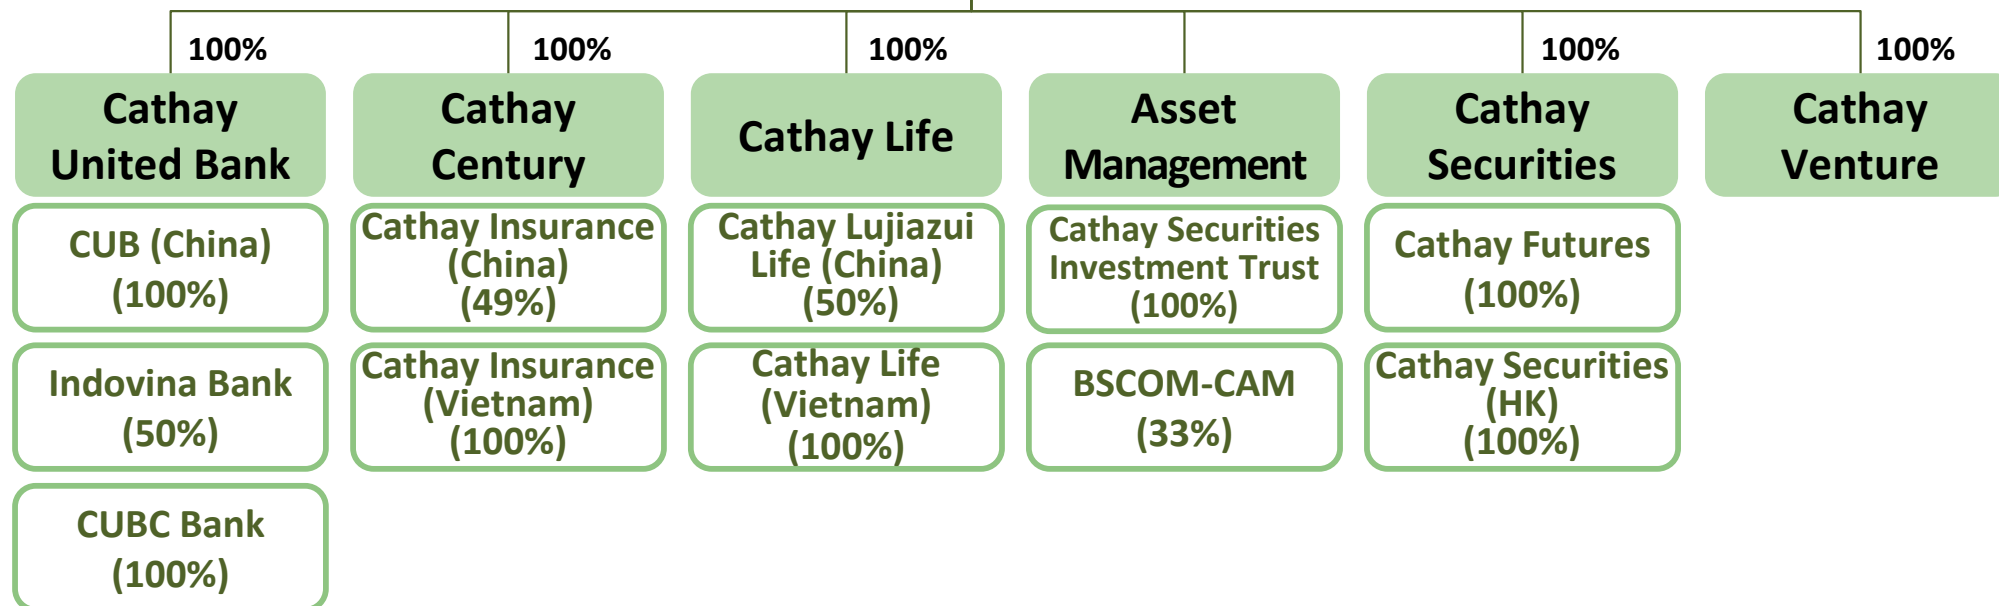 100%
100%
100%
100%
100%
Cathay
United Bank
Cathay
Century
Cathay Life
Asset
Management
Cathay
Securities
Cathay
Venture
CUB (China)
(100%)
Cathay Insurance
(China)
(49%)
Cathay Lujiazui
Life (China)
(50%)
Cathay Securities
Investment Trust
(100%)
Cathay Futures
(100%)
Indovina Bank
(50%)
Cathay Insurance
(Vietnam)
(100%)
Cathay Life
(Vietnam)
(100%)
BSCOM-CAM
(33%)
Cathay Securities
(HK)
(100%)
CUBC Bank
(100%)